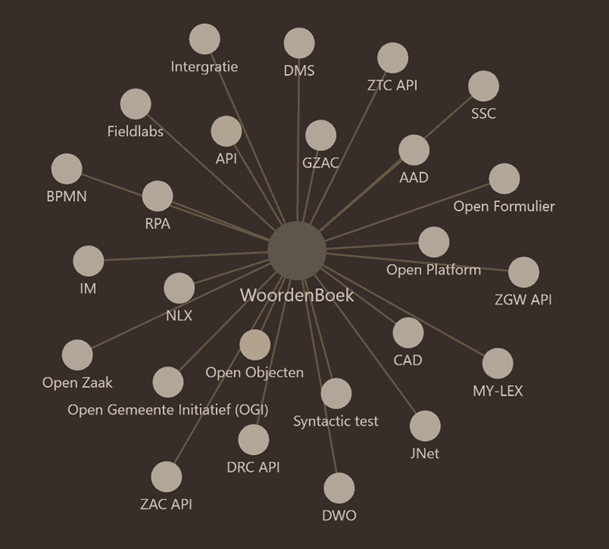 Intergratie
DMS
ZTC API
SSC
Fieldlabs
API
GZAC
AAD
BPMN
RPA
Open Formulier
IM
NLX
WoordenBoek
Open Platform
ZGW API
Open Zaak
Open Objecten
CAD
MY-LEX
Open Gemeente Initiatief (OGI)
Syntactic test
JNet
DRC API
ZAC API
DWO